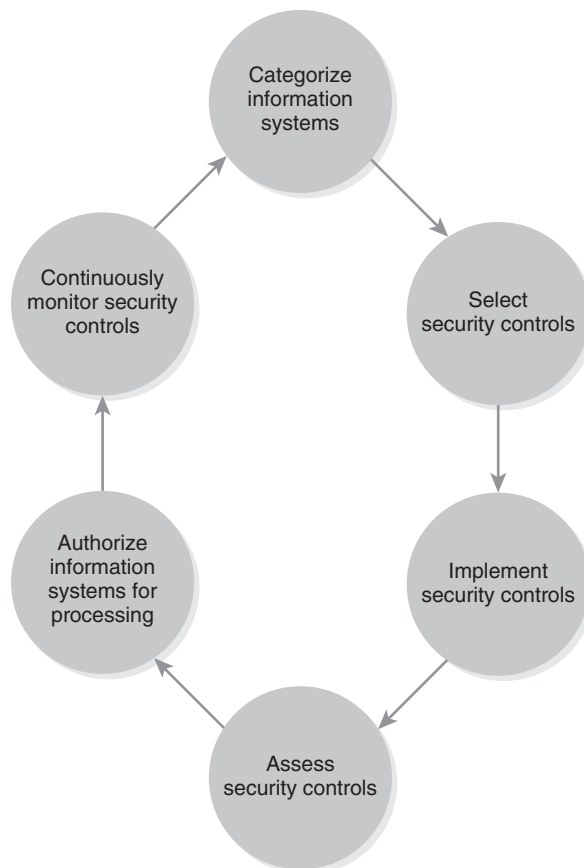 Categorize
information
systems
Select
security controls
Implement
security controls
Assess
security controls
Authorize
information
systems for
processing
Continuously
monitor security
controls